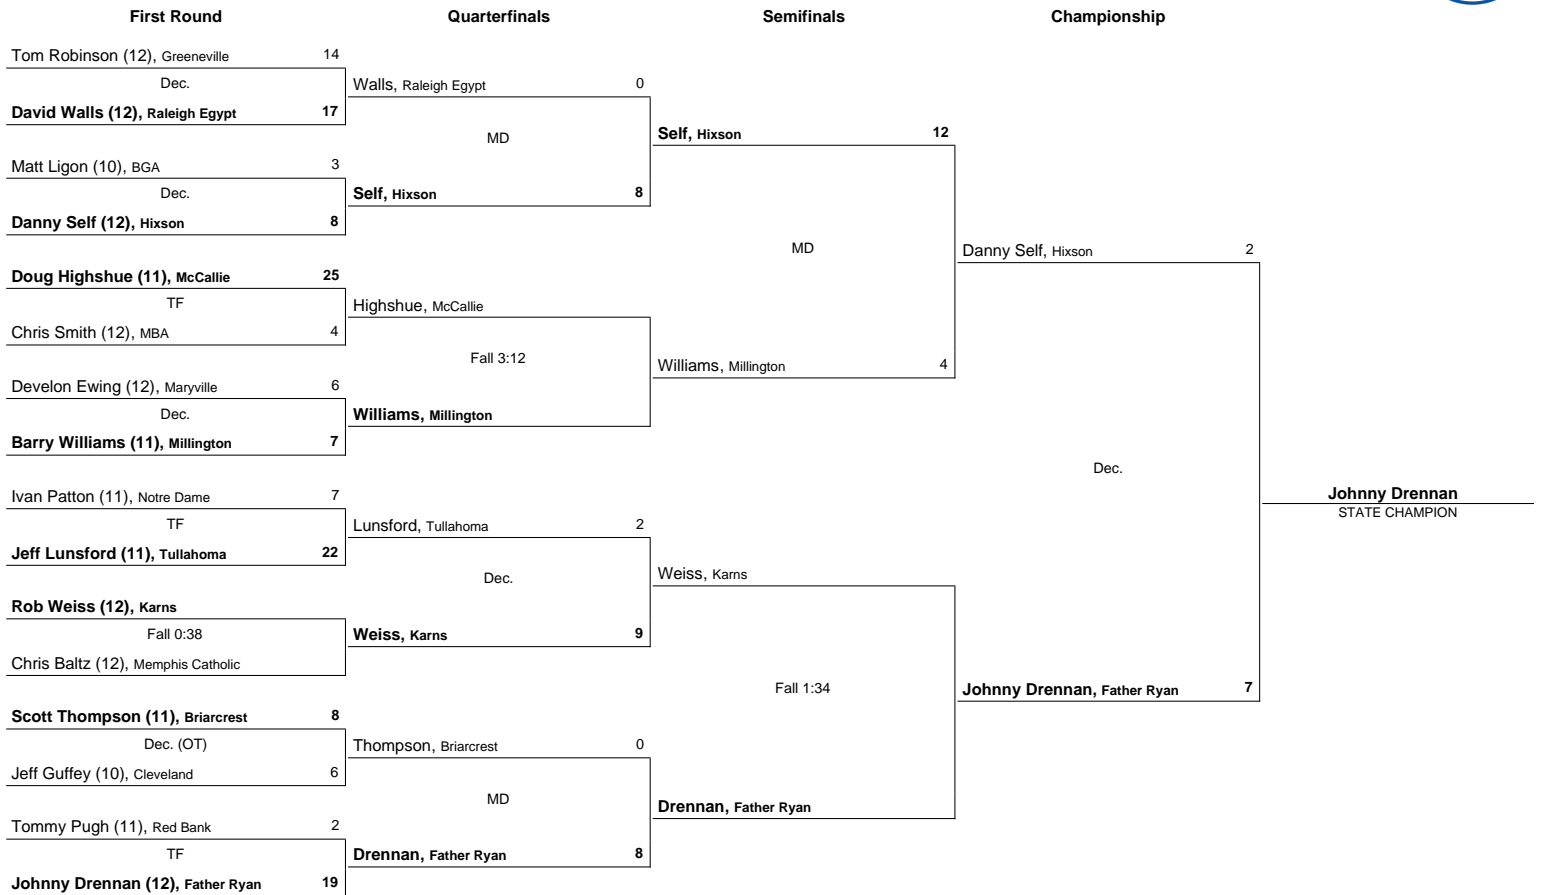 First Round Quarterfinals Semifinals Championship
Tom Robinson (12), Greeneville 14
Dec.
David Walls (12), Raleigh Egypt 17
Matt Ligon (10), BGA 3
Dec.
Danny Self (12), Hixson 8
Doug Highshue (11), McCallie 25
TF
Chris Smith (12), MBA 4
Develon Ewing (12), Maryville 6
Dec.
Barry Williams (11), Millington 7
Ivan Patton (11), Notre Dame 7
TF
Jeff Lunsford (11), Tullahoma 22
Rob Weiss (12), Karns
Fall 0:38
Chris Baltz (12), Memphis Catholic
Scott Thompson (11), Briarcrest 8
Dec. (OT)
Jeff Guffey (10), Cleveland 6
Tommy Pugh (11), Red Bank 2
TF
Johnny Drennan (12), Father Ryan 19
Walls, Raleigh Egypt 0
MD
Self, Hixson 8
Highshue, McCallie
Fall 3:12
Williams, Millington
Lunsford, Tullahoma 2
Dec.
Weiss, Karns 9
Thompson, Briarcrest 0
MD
Drennan, Father Ryan 8
Self, Hixson 12
MD
Williams, Millington 4
Weiss, Karns
Fall 1:34
Drennan, Father Ryan
Danny Self, Hixson 2
Dec.
Johnny Drennan, Father Ryan 7
Johnny Drennan
STATE CHAMPION